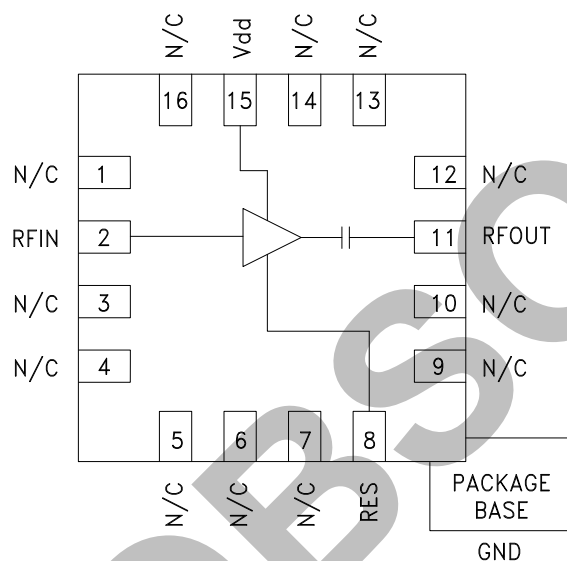 N/C Vdd N/C N/C
16 15 14 13
N/C 1 12 N/C
RFIN 2 11 RFOUT
N/C 3 10 N/C
N/C 4 9 N/C
5 6 7 8
N/C N/C N/C RES
PACKAGE
BASE
GND